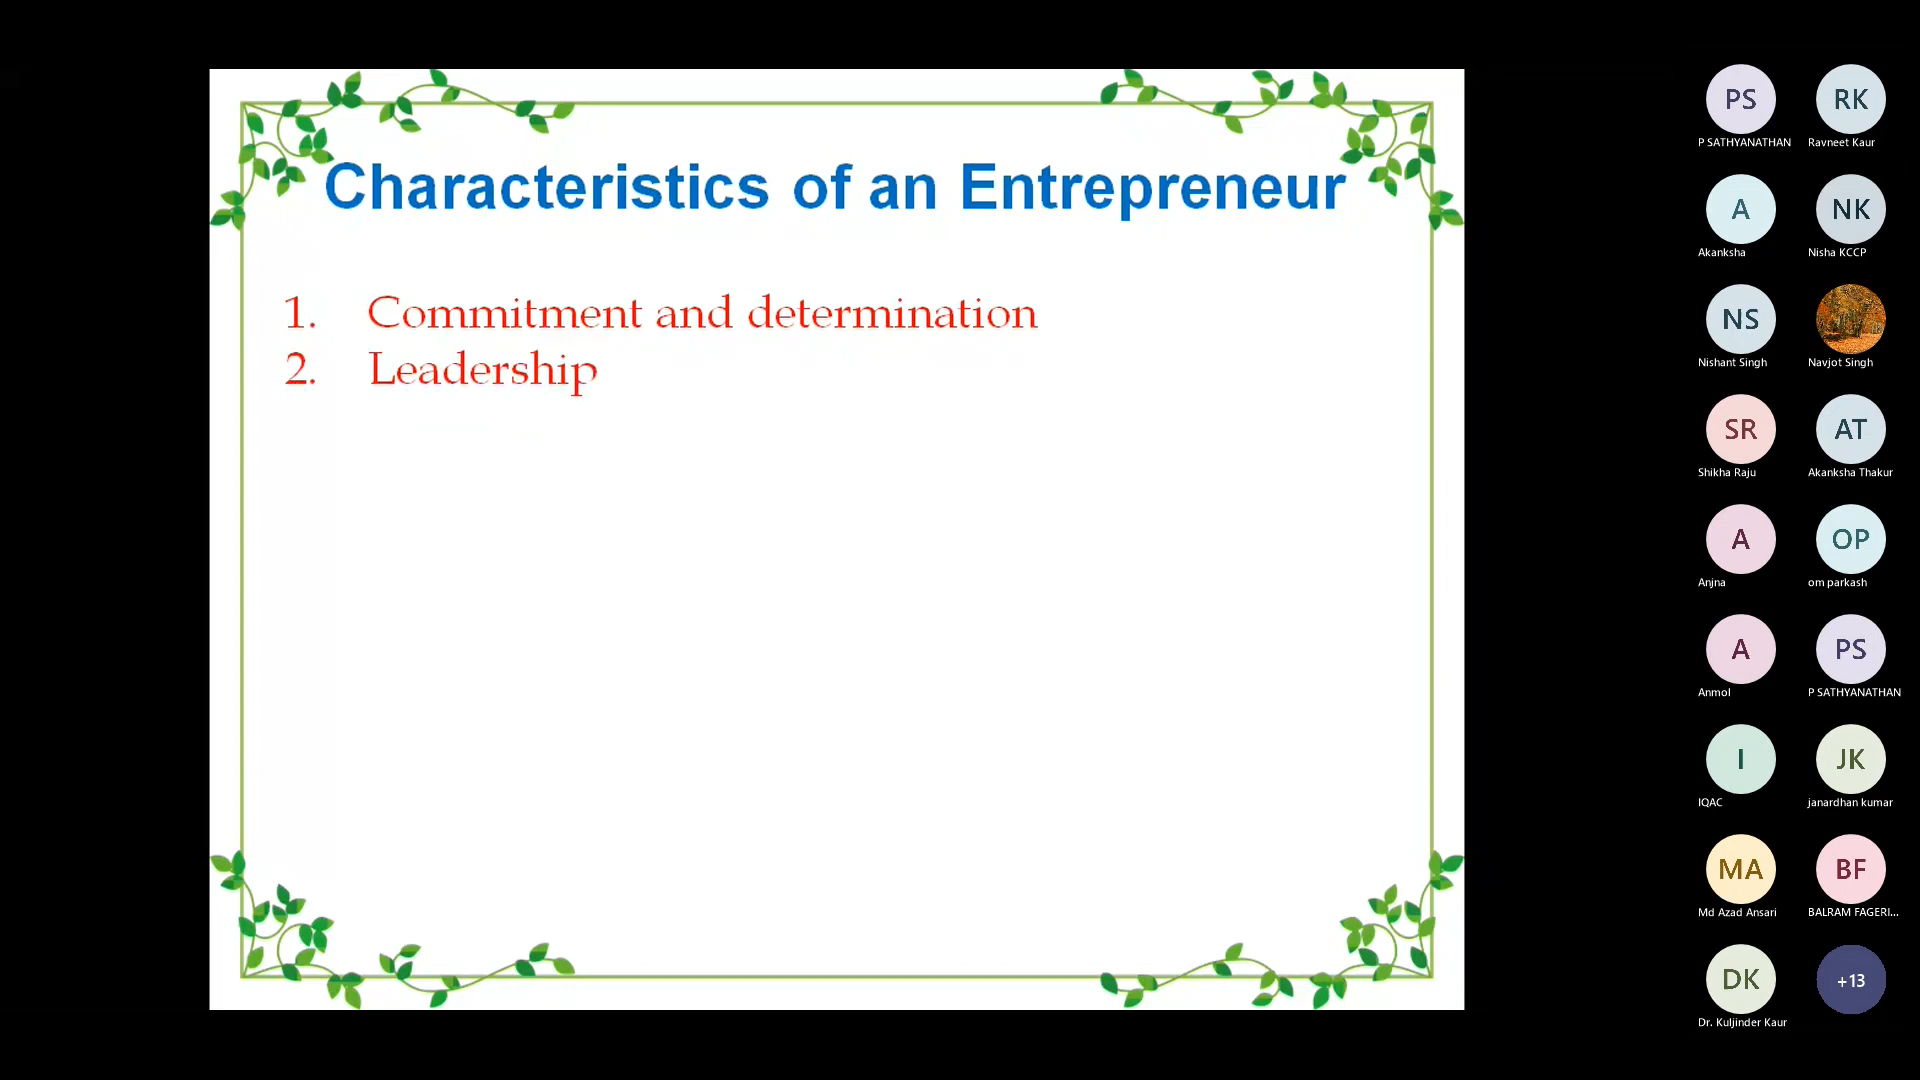 Characteristics of an Entrepreneur
1. Commitment and determination
2. Leadership
PS
P SATHYANATHAN
RK
Ravneet Kaur
A
Akanksha
NK
Nisha KCCP
NS
Nishant Singh
Navjot Singh
SR
Shikha Raju
AT
Akanksha Thakur
A
Anjna
OP
om parkash
A
Anmol
PS
P SATHYANATHAN
I
IQAC
JK
janardhan kumar
MA
Md Azad Ansari
BF
BALRAM FAGERI...
DK
Dr. Kuljinder Kaur
+13